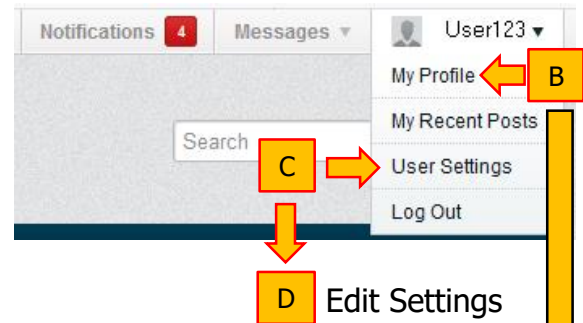 Notifications 4 Messages ▼ User123 ▼
My Profile B
My Recent Posts
Search
C User Settings
Log Out
D Edit Settings